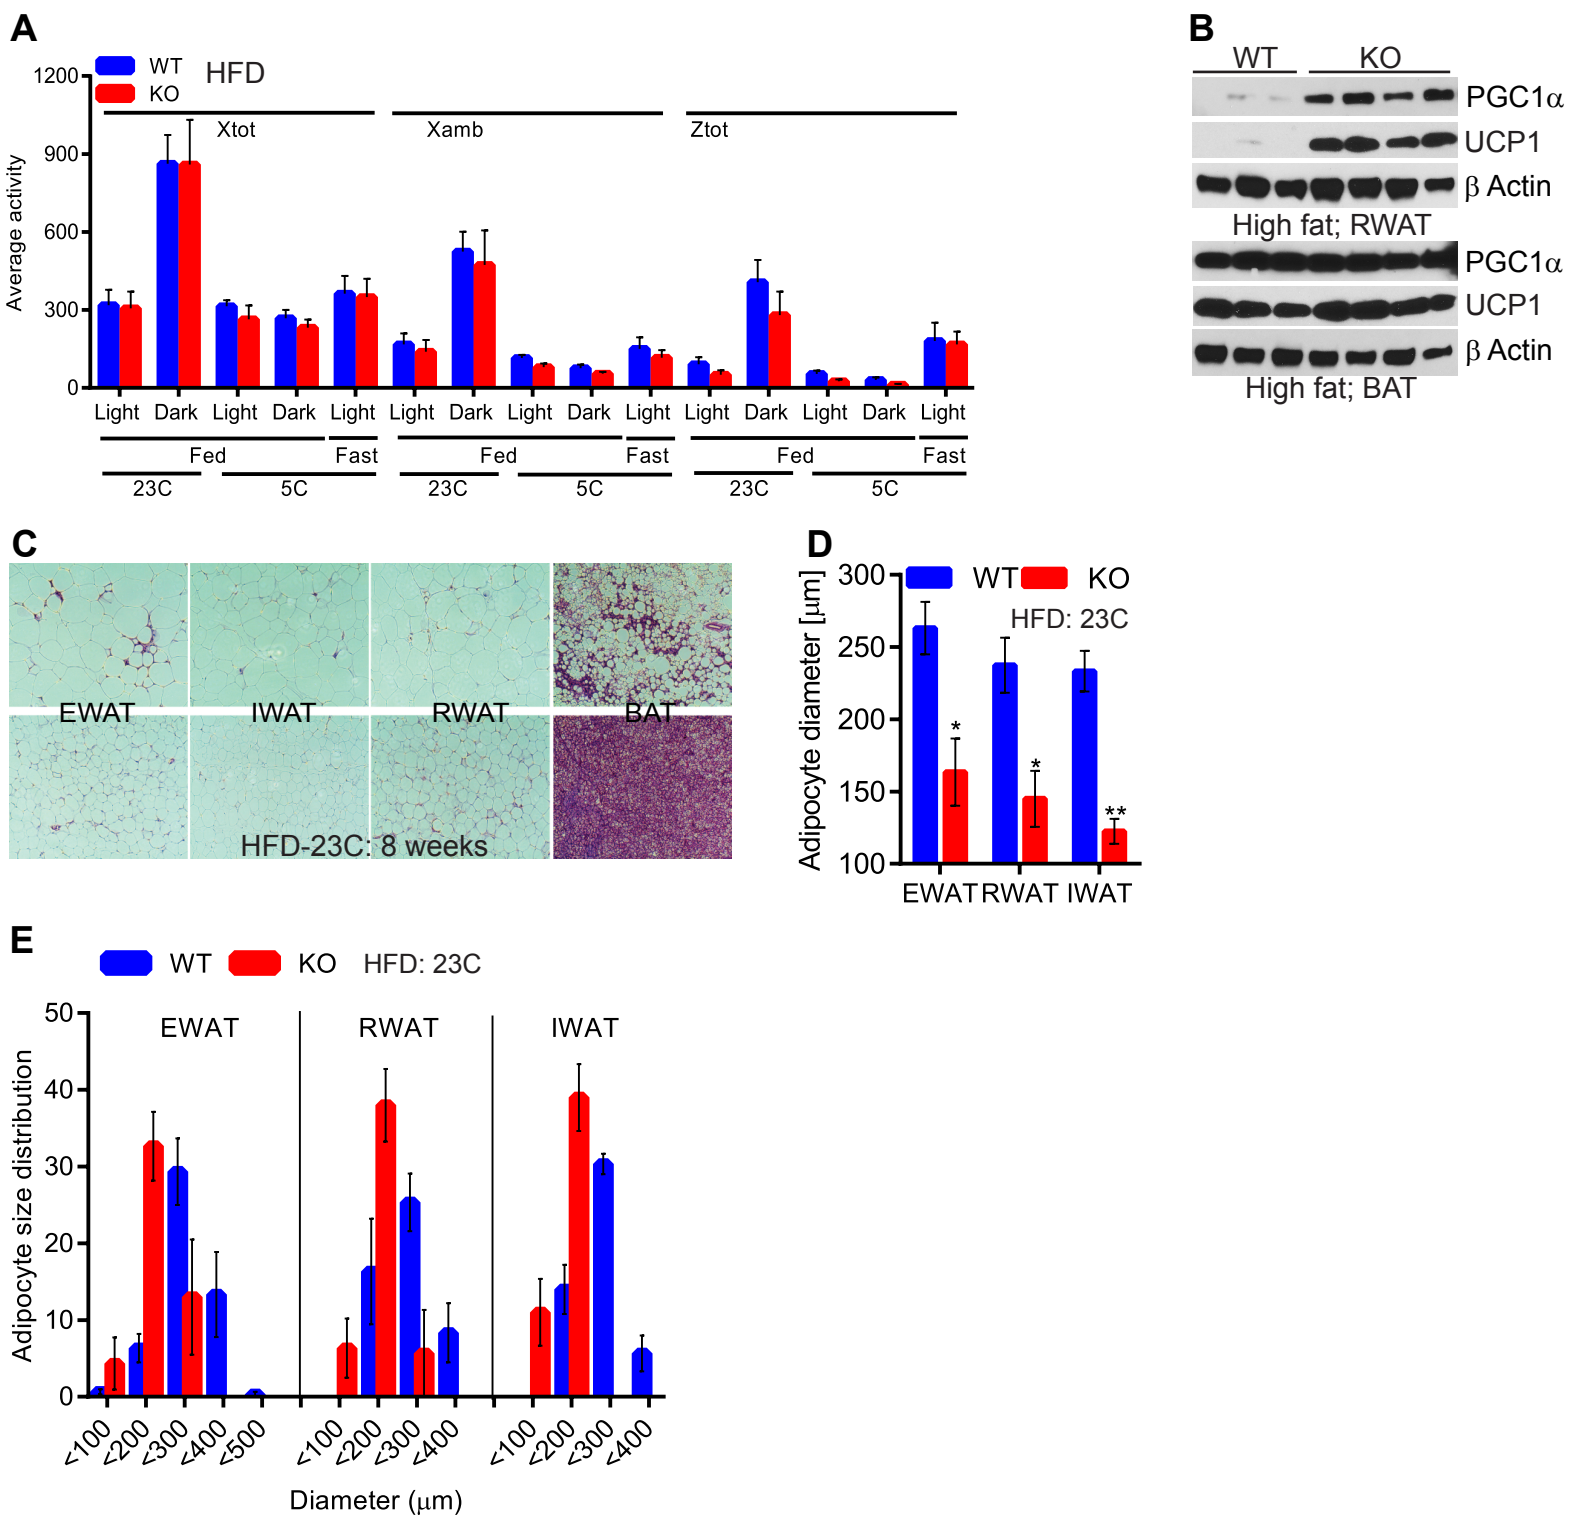 A
WT
HFD
KO
Xtot
Xamb
Ztot
Average activity
1200
900
600
300
0
Light Dark Light Dark Light Light Dark Light Dark Light Light Dark Light Dark Light
Fed Fast Fed Fast Fed Fast
23C 5C 23C 5C 23C 5C
B
WT KO
PGC1α
UCP1
β Actin
High fat; RWAT
PGC1α
UCP1
β Actin
High fat; BAT
C
EWAT IWAT RWAT BAT
HFD-23C: 8 weeks
D
WT KO
HFD: 23C
Adipocyte diameter [μm]
300
250
200
150
100
*
*
**
EWAT RWAT IWAT
E
WT KO HFD: 23C
EWAT RWAT IWAT
Adipocyte size distribution
50
40
30
20
10
0
<100 <200 <300 <400 <500 <100 <200 <300 <400 <100 <200 <300 <400
Diameter (μm)